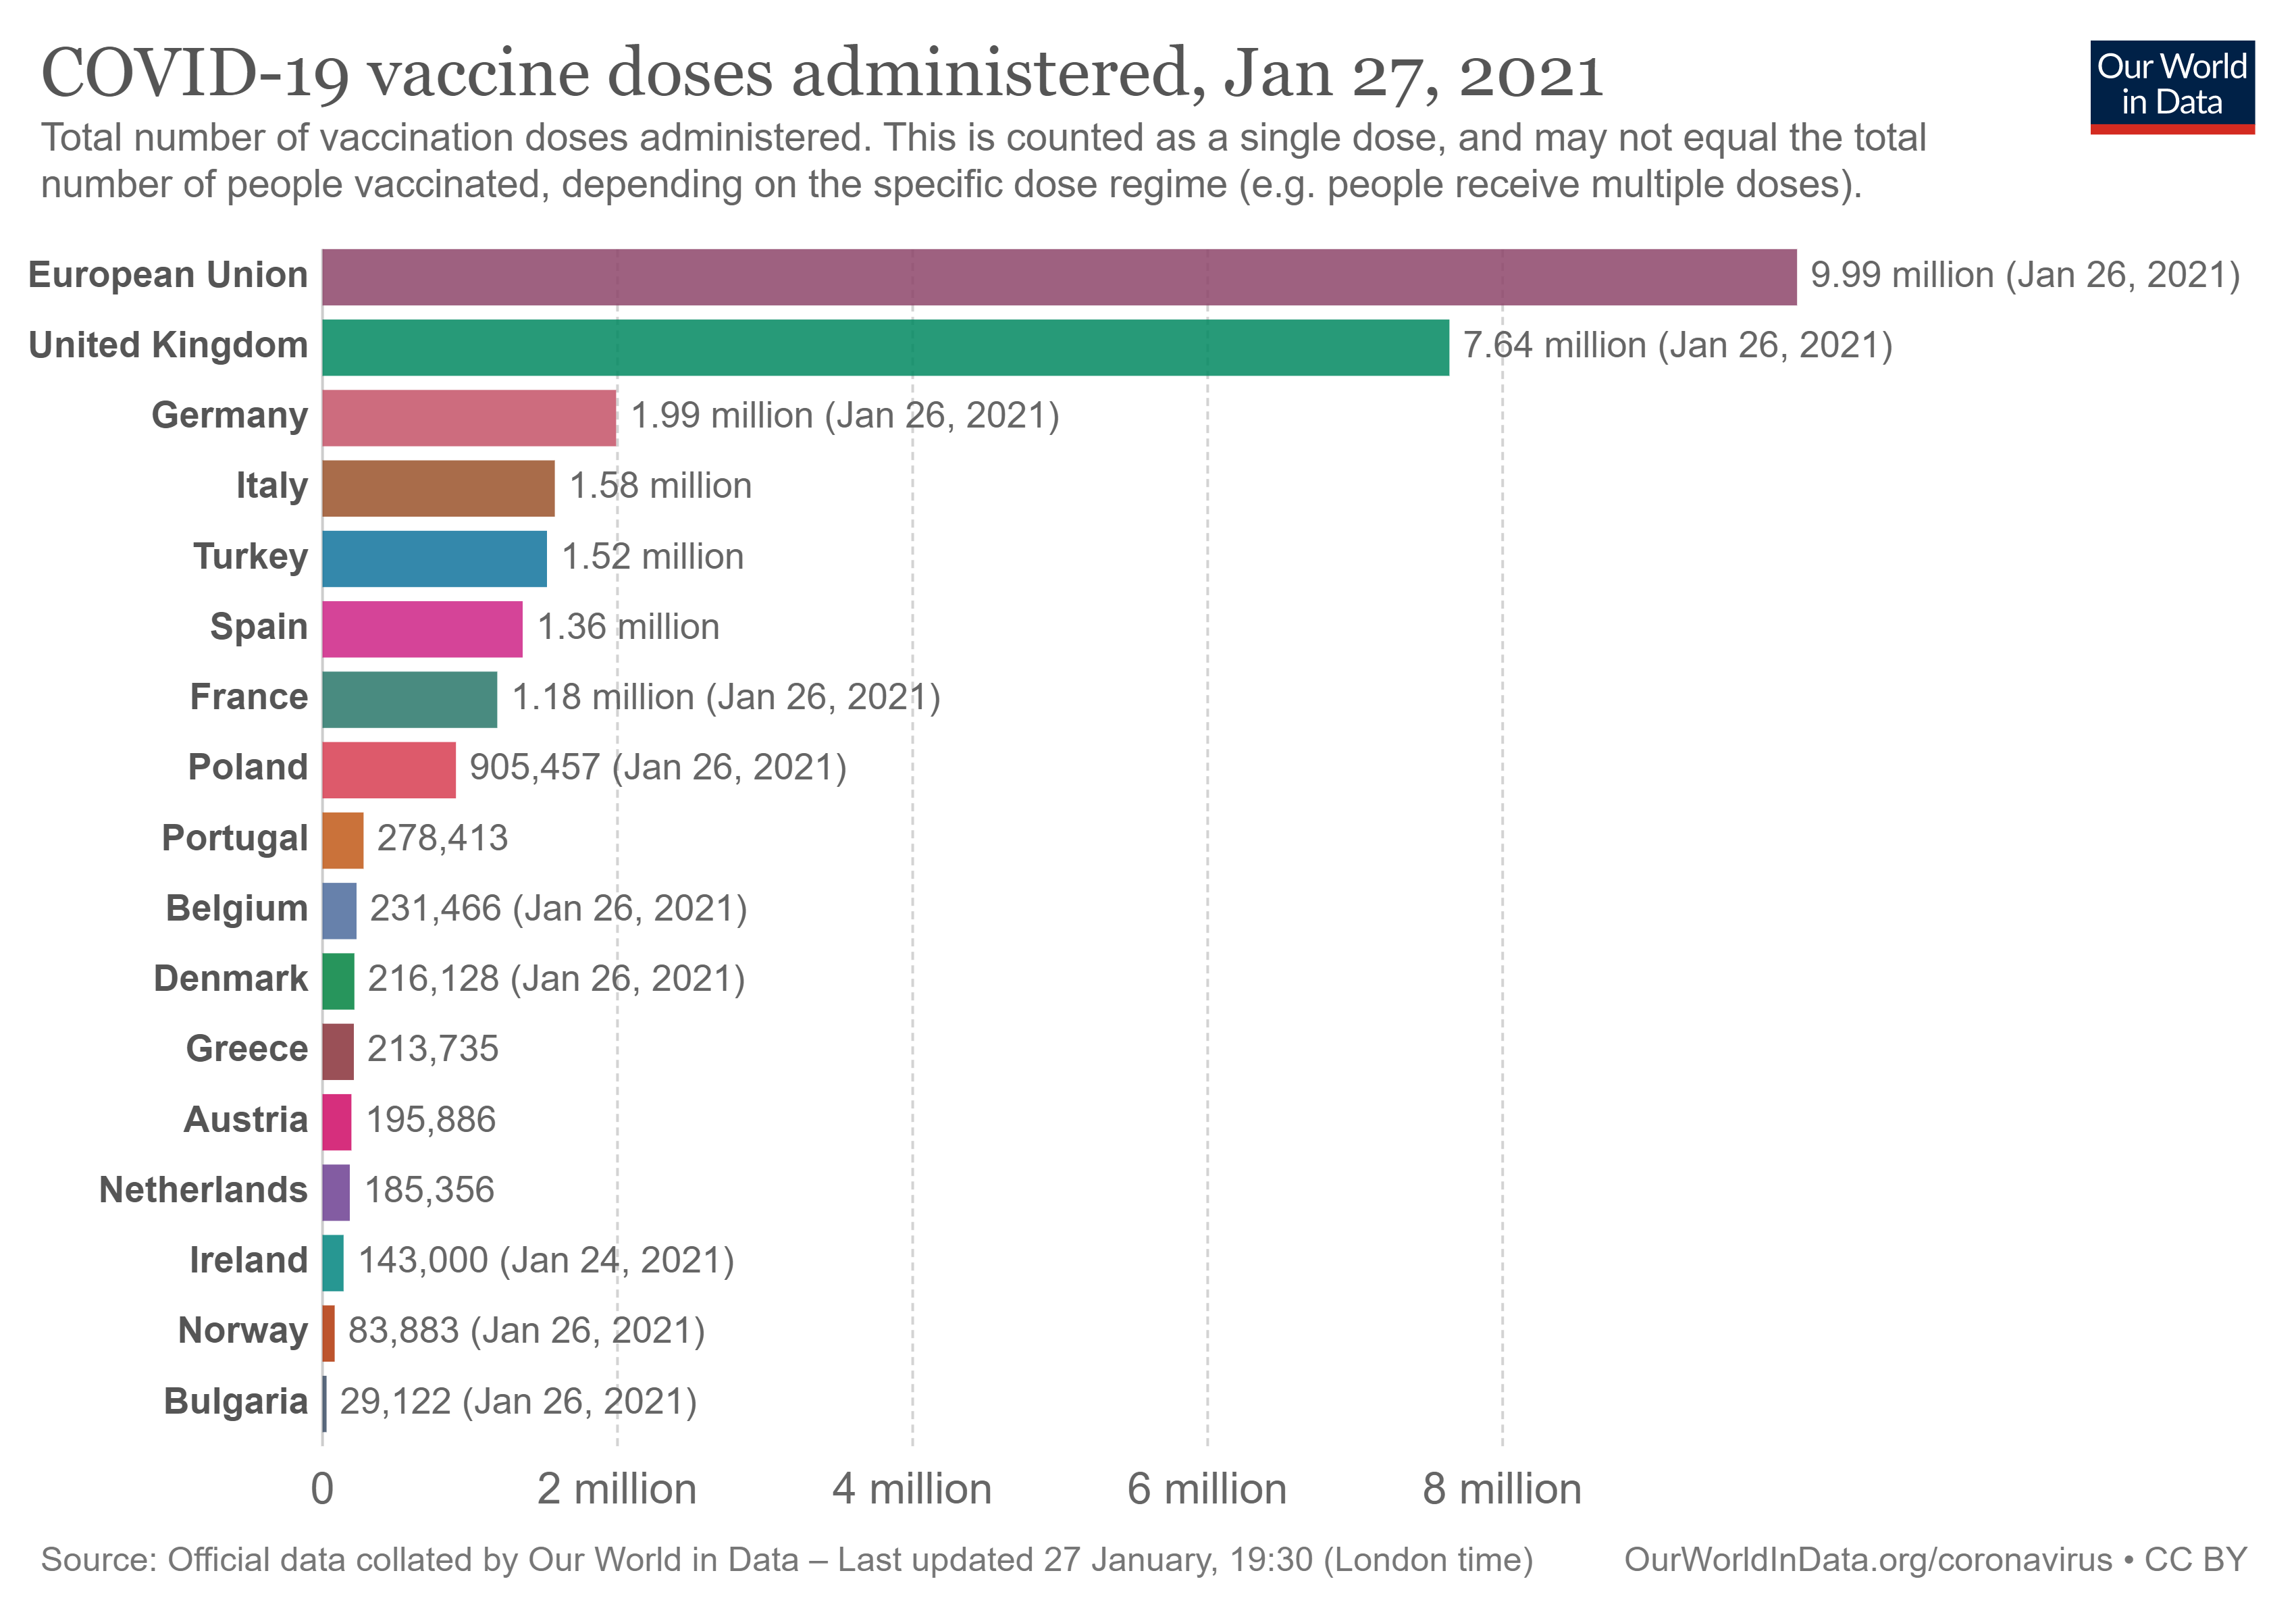 COVID-19 vaccine doses administered, Jan 27, 2021
Our World
in Data
Total number of vaccination doses administered. This is counted as a single dose, and may not equal the total
number of people vaccinated, depending on the specific dose regime (e.g. people receive multiple doses).
European Union 9.99 million (Jan 26, 2021)
United Kingdom 7.64 million (Jan 26, 2021)
Germany 1.99 million (Jan 26, 2021)
Italy 1.58 million
Turkey 1.52 million
Spain 1.36 million
France 1.18 million (Jan 26, 2021)
Poland 905,457 (Jan 26, 2021)
Portugal 278,413
Belgium 231,466 (Jan 26, 2021)
Denmark 216,128 (Jan 26, 2021)
Greece 213,735
Austria 195,886
Netherlands 185,356
Ireland 143,000 (Jan 24, 2021)
Norway 83,883 (Jan 26, 2021)
Bulgaria 29,122 (Jan 26, 2021)
0 2 million 4 million 6 million 8 million
Source: Official data collated by Our World in Data – Last updated 27 January, 19:30 (London time) OurWorldInData.org/coronavirus • CC BY